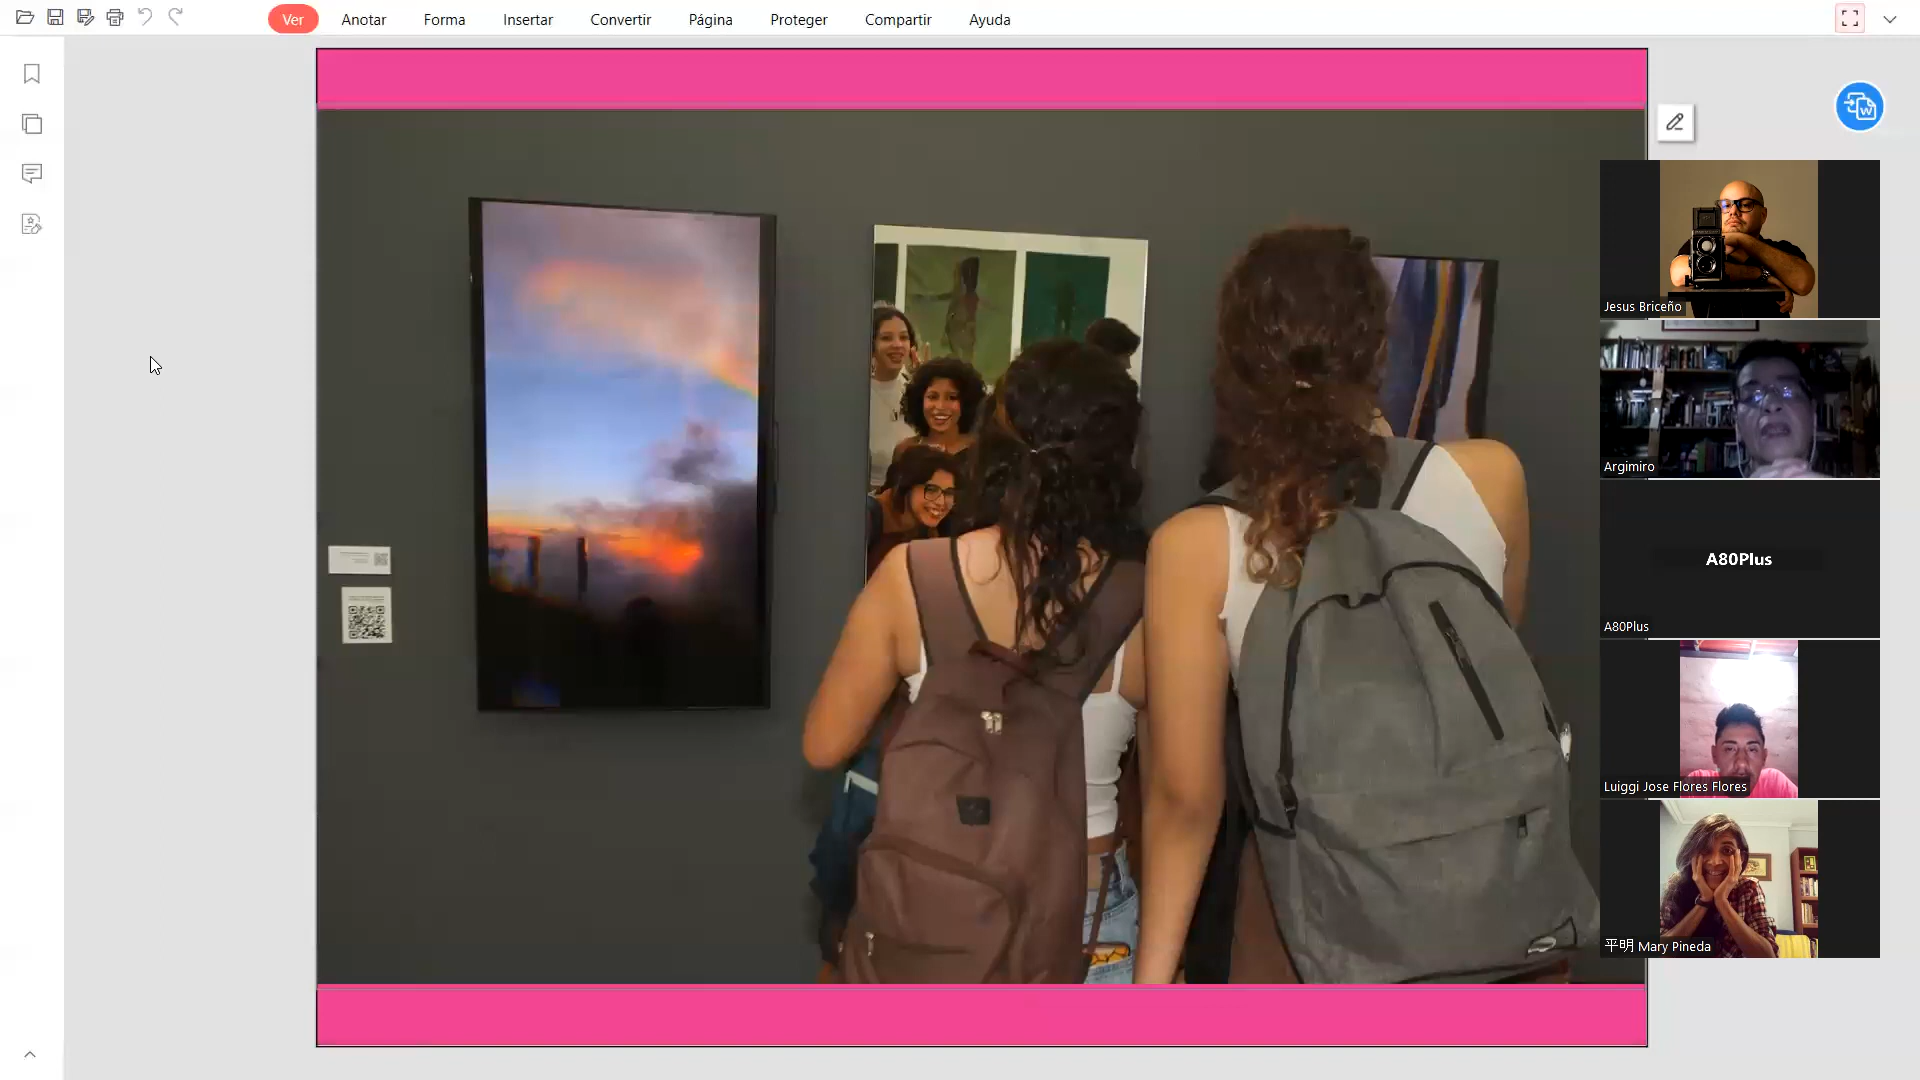 Ver Anotar Forma Insertar Convertir Página Proteger Compartir Ayuda
Jesus Briceño
Argimiro
A80Plus
A80Plus
Luiggi Jose Flores Flores
平明 Mary Pineda